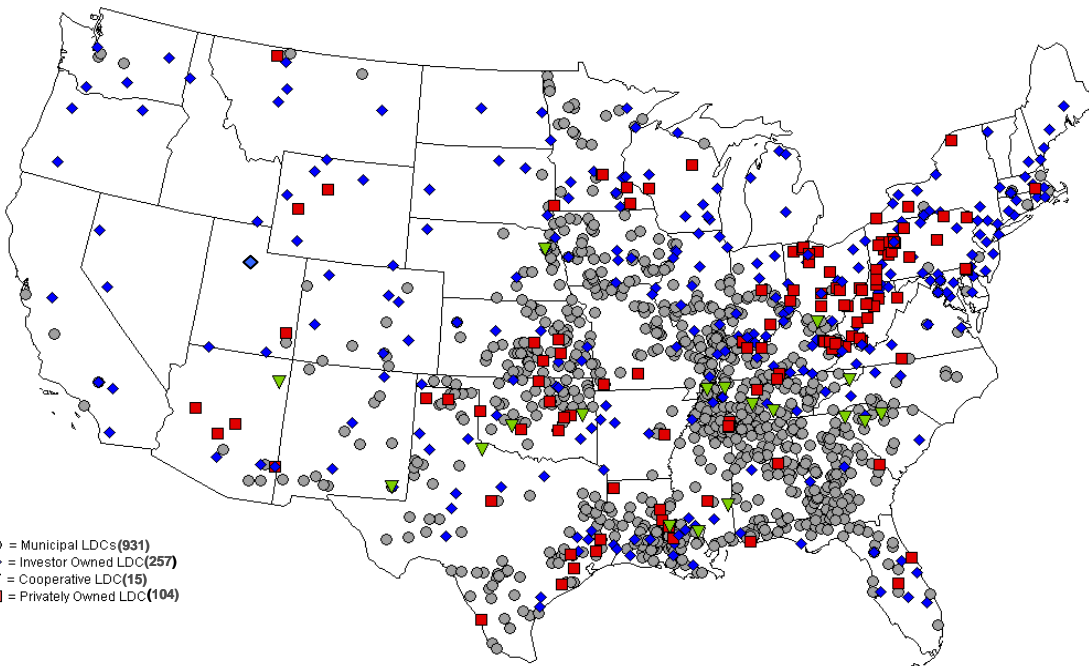 = Municipal LDCs(931)
= Investor Owned LDC(257)
= Cooperative LDC(15)
= Privately Owned LDC(104)